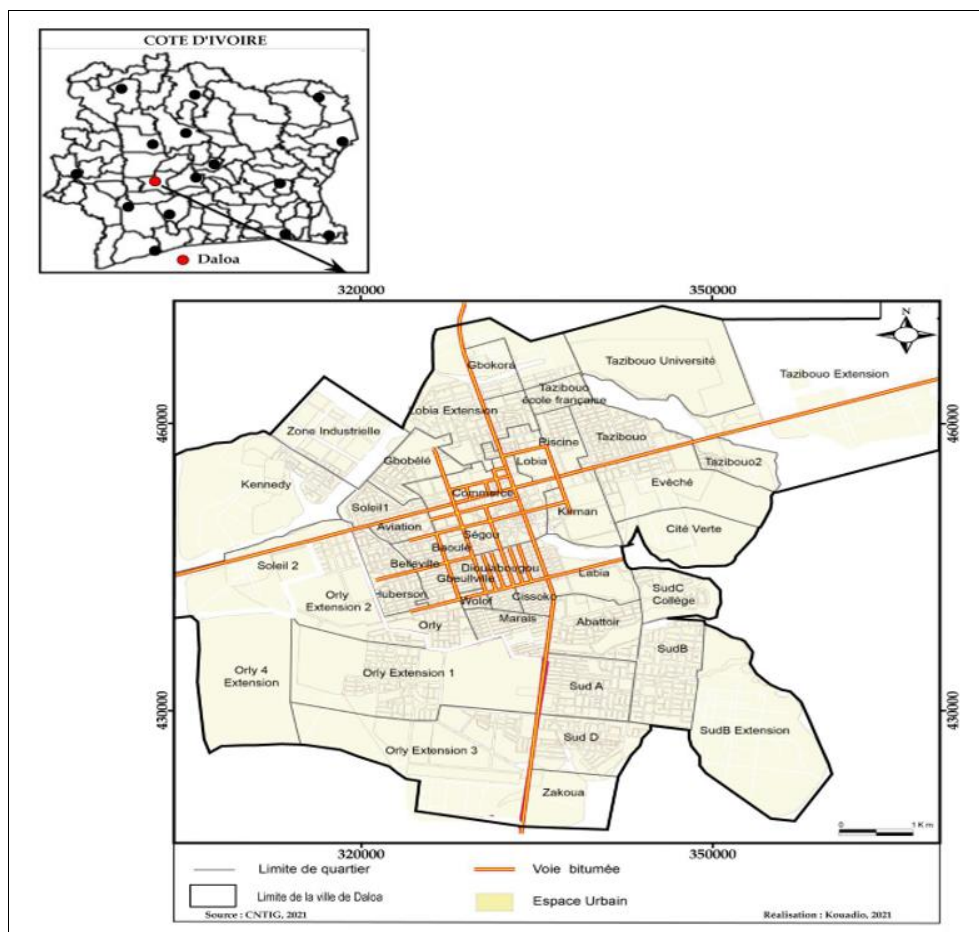 COTE D'IVOIRE
Daloa
320000
350000
N
Gbokora
Tazibouo Université
Tazibouo Extension
Tazibouo
école française
Lobia Extension
460000
460000
Zone Industrielle
Piscine
Tazibouo
Gbobélé
Lobia
Tazibouo2
Kennedy
Evêché
Commerce
Soleil1
Kirman
Aviation
Cité Verte
Ségou
Baoulé
Belleville
Dioulabougou
Soleil 2
Gbeullville
Labia
Orly
Extension 2
Huberson
Wolof
Cissoko
SudC
Collège
Marais
Abattoir
Orly
SudB
Orly 4
Extension
Orly Extension 1
Sud A
430000
430000
SudB Extension
Sud D
Orly Extension 3
Zakoua
0
1 Km
320000
350000
Limite de quartier
Voie bitumée
Limite de la ville de Daloa
Espace Urbain
Source : CNTIG, 2021
Réalisation : Kouadio, 2021